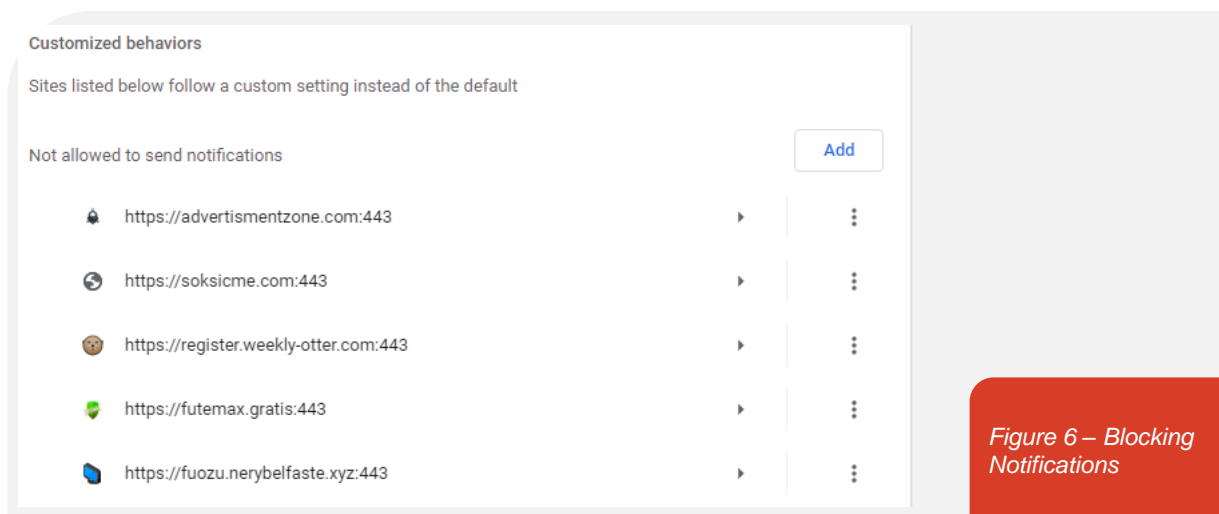 Customized behaviors
Sites listed below follow a custom setting instead of the default
Not allowed to send notifications
Add
https://advertismentzone.com:443
https://soksicme.com:443
https://register.weekly-otter.com:443
https://futemax.gratis:443
https://fuozu.nerybelfaste.xyz:443
Figure 6 – Blocking
Notifications